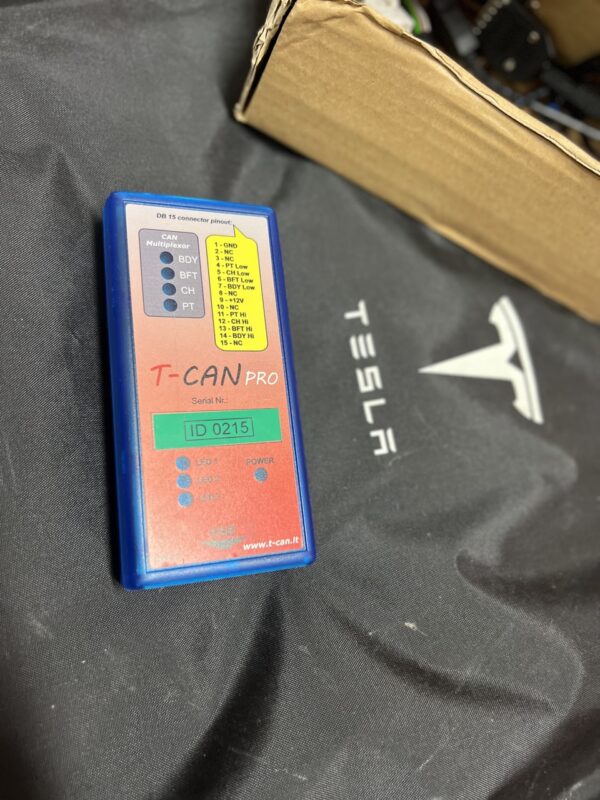 DB 15 connector pinout:
CAN
Multiplexor
BDY
BFT
CH
PT
1 - GND
2 - NC
3 - NC
4 - PT Low
5 - CH Low
6 - BFT Low
7 - BDY Low
8 - NC
9 - +12V
10 - NC
11 - PT Hi
12 - CH Hi
13 - BFT Hi
14 - BDY Hi
15 - NC
T-CAN PRO
Serial Nr.:
ID 0215
LED 1
LED 2
POWER
www.t-can.lt
TESLA